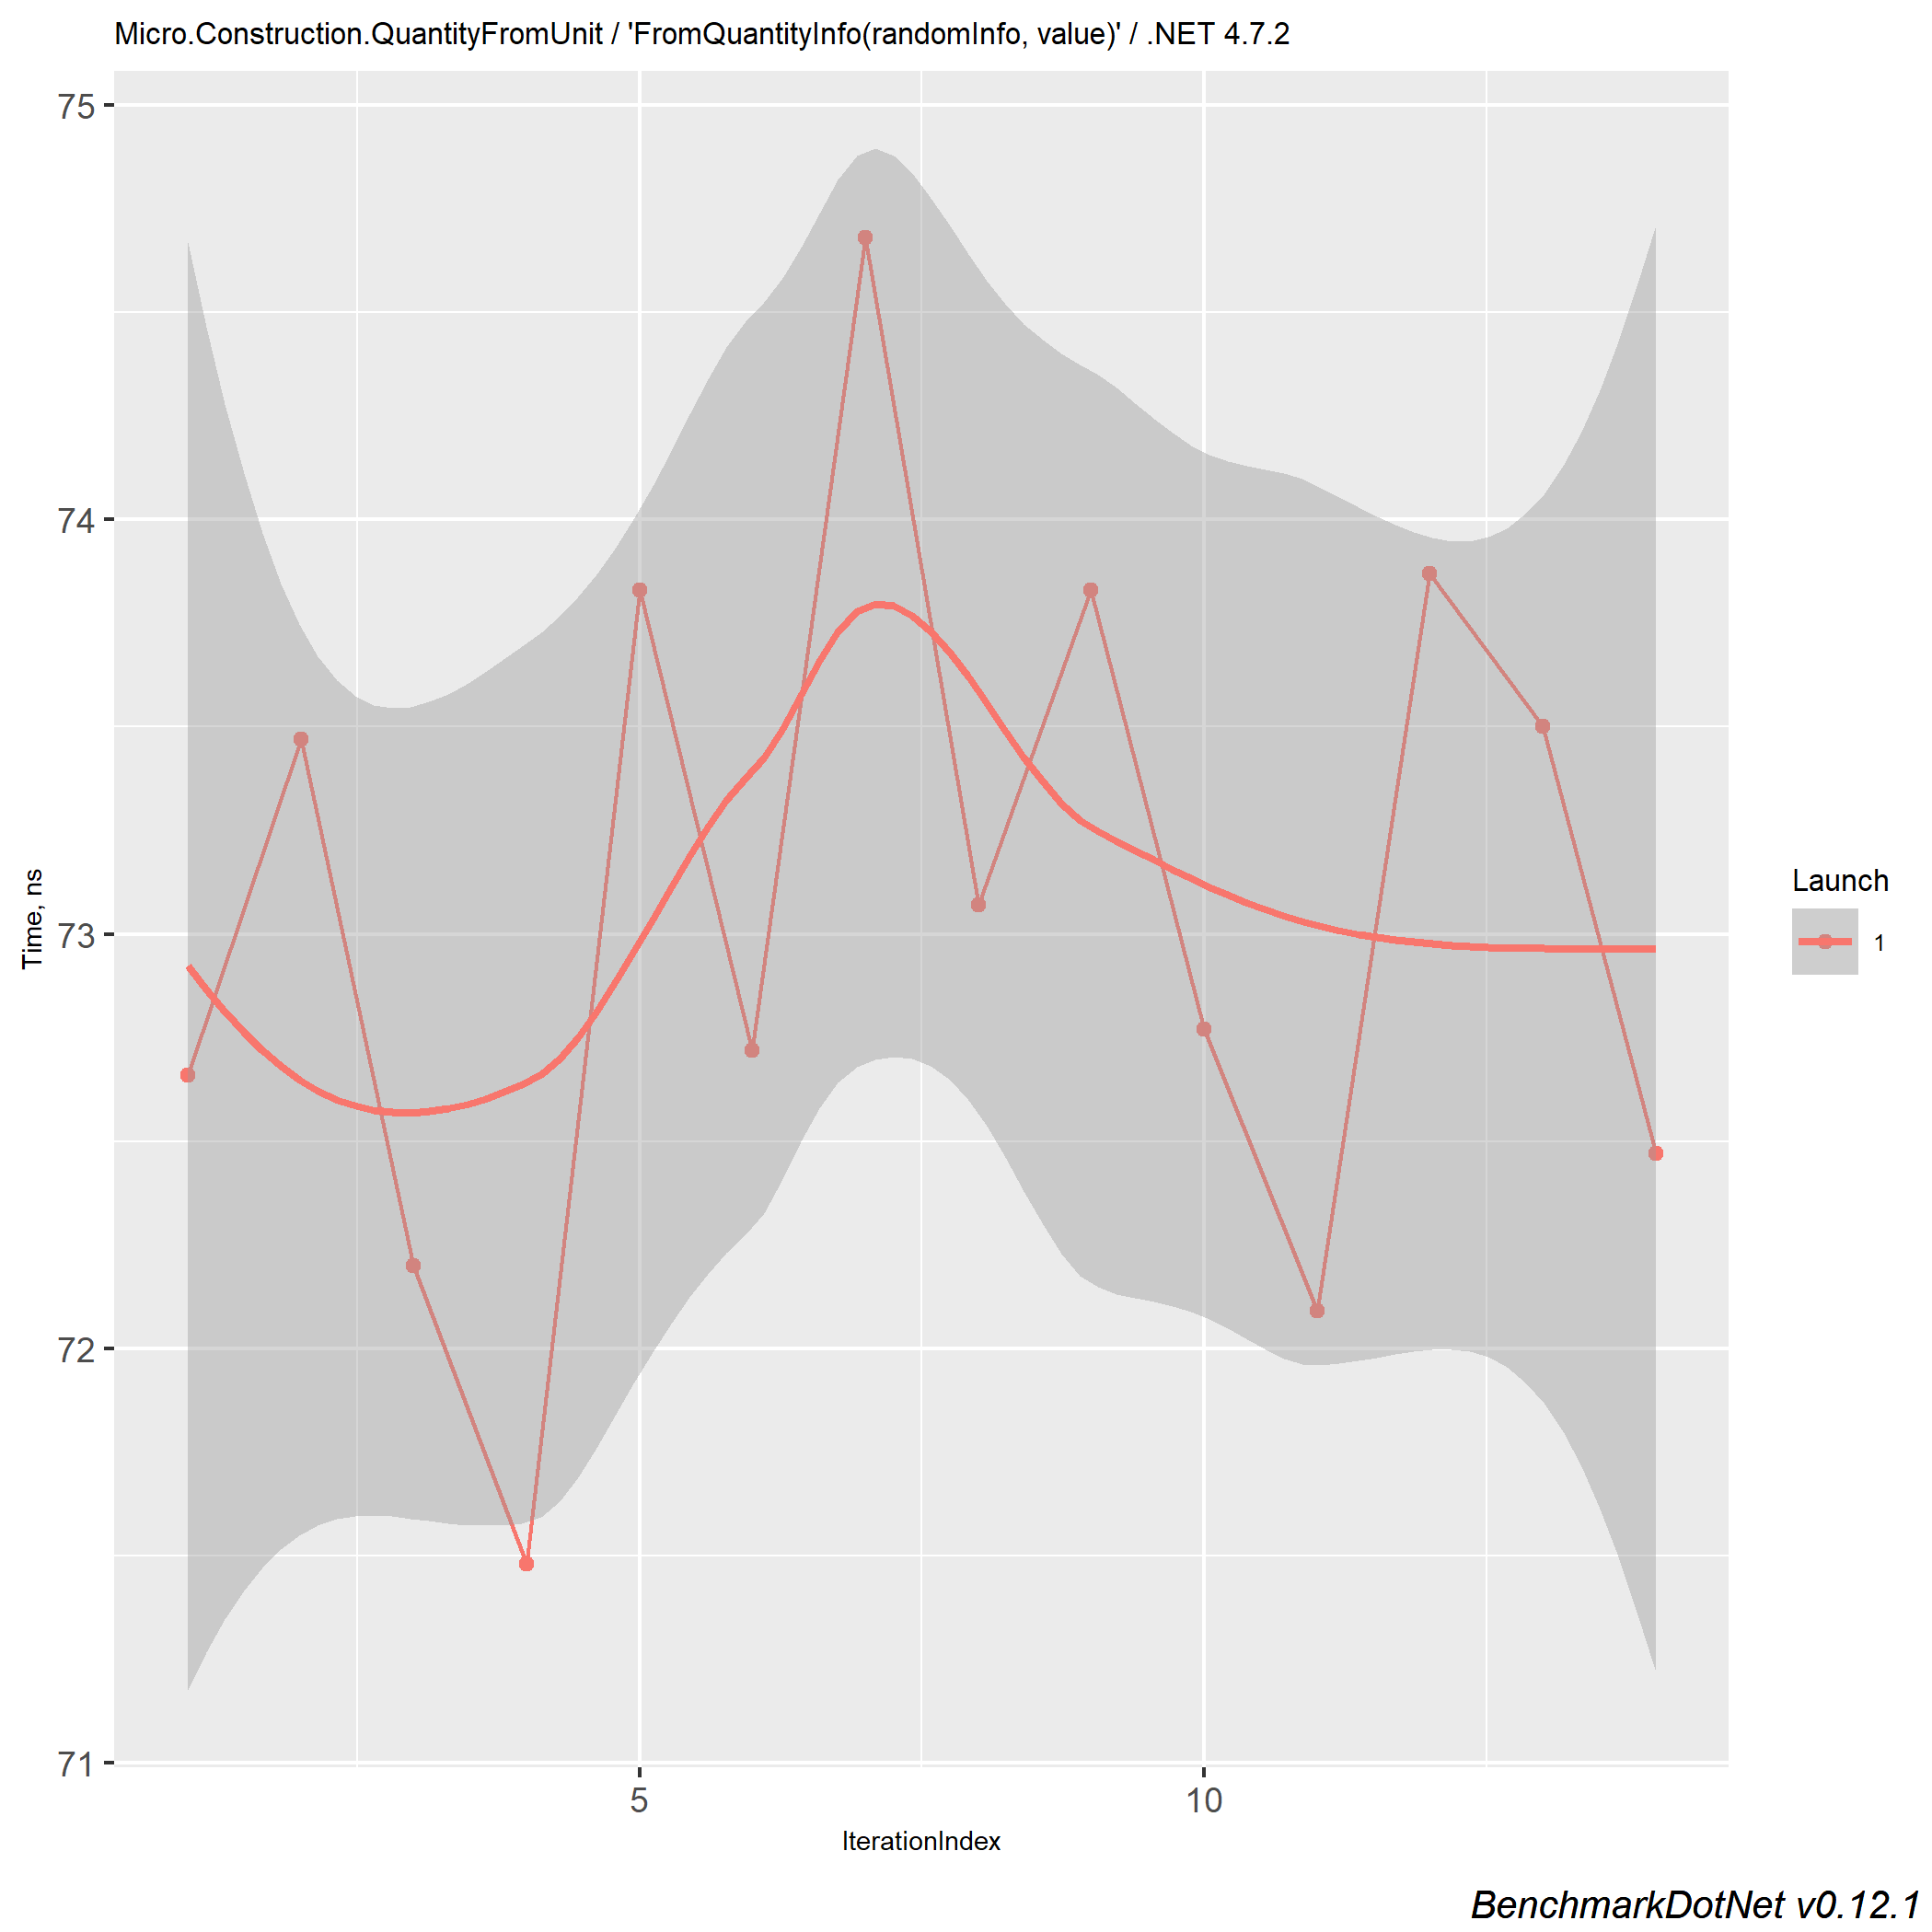 Micro.Construction.QuantityFromUnit / 'FromQuantityInfo(randomInfo, value)' / .NET 4.7.2
75
74
73
72
71
Time, ns
5
10
IterationIndex
Launch
1
BenchmarkDotNet v0.12.1